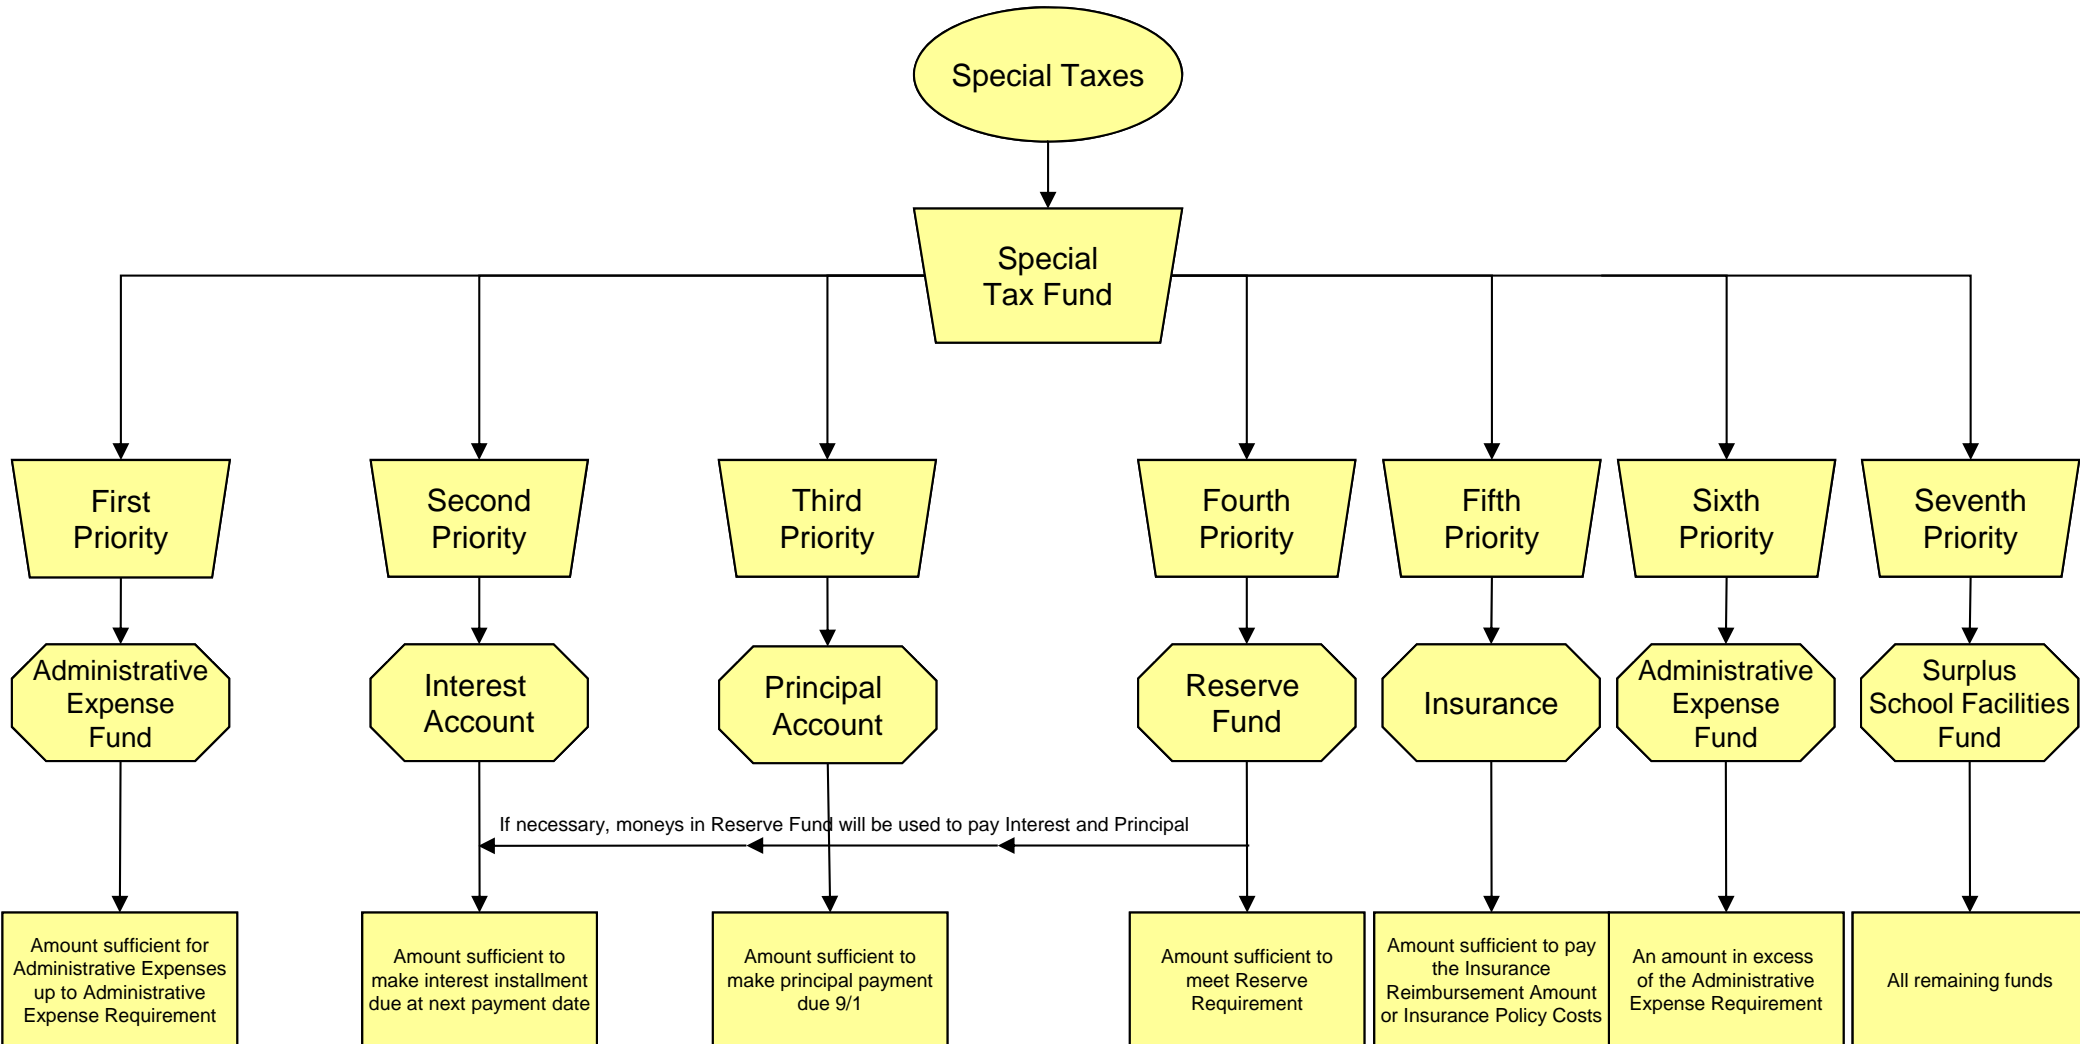 Special Taxes
Special
Tax Fund
First
Priority
Second
Priority
Third
Priority
Fourth
Priority
Fifth
Priority
Sixth
Priority
Seventh
Priority
Administrative
Expense
Fund
Interest
Account
Principal
Account
Reserve
Fund
Insurance
Administrative
Expense
Fund
Surplus
School Facilities
Fund
If necessary, moneys in Reserve Fund will be used to pay Interest and Principal
Amount sufficient for
Administrative Expenses
up to Administrative
Expense Requirement
Amount sufficient to
make interest installment
due at next payment date
Amount sufficient to
make principal payment
due 9/1
Amount sufficient to
meet Reserve
Requirement
Amount sufficient to pay
the Insurance
Reimbursement Amount
or Insurance Policy Costs
An amount in excess
of the Administrative
Expense Requirement
All remaining funds